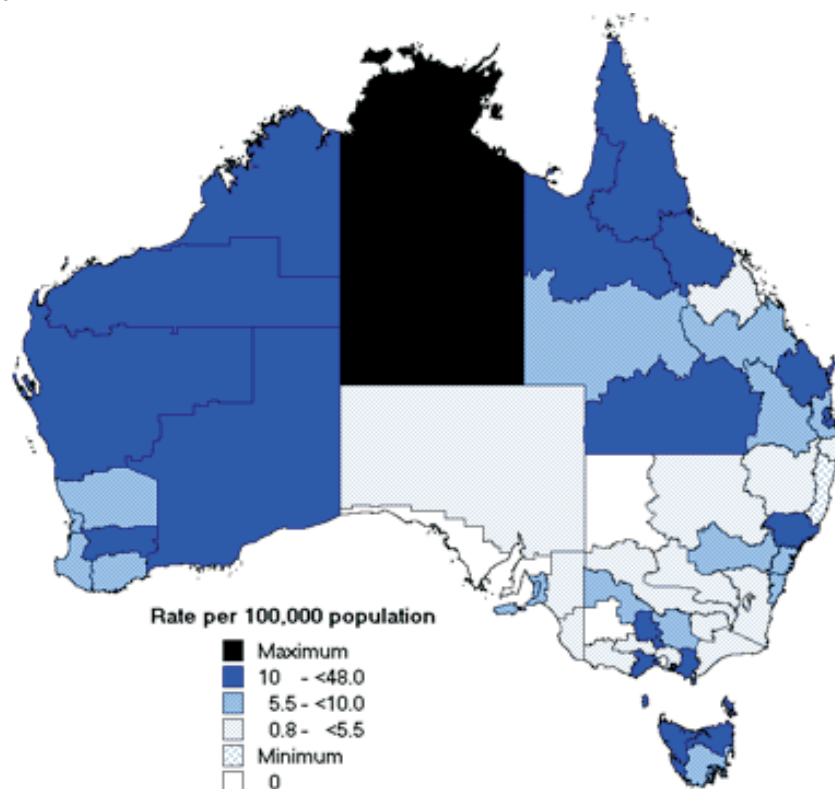 Rate per 100,000 population
Maximum
10 - <48.0
5.5 - <10.0
0.8 - <5.5
Minimum
0